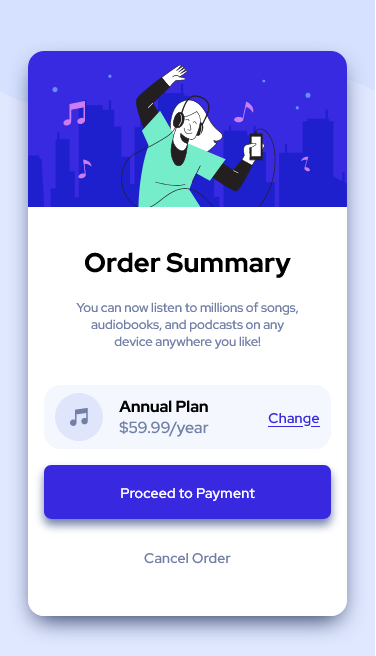 Order Summary
You can now listen to millions of songs,
audiobooks, and podcasts on any
device anywhere you like!
Annual Plan
$59.99/year
Change
Proceed to Payment
Cancel Order